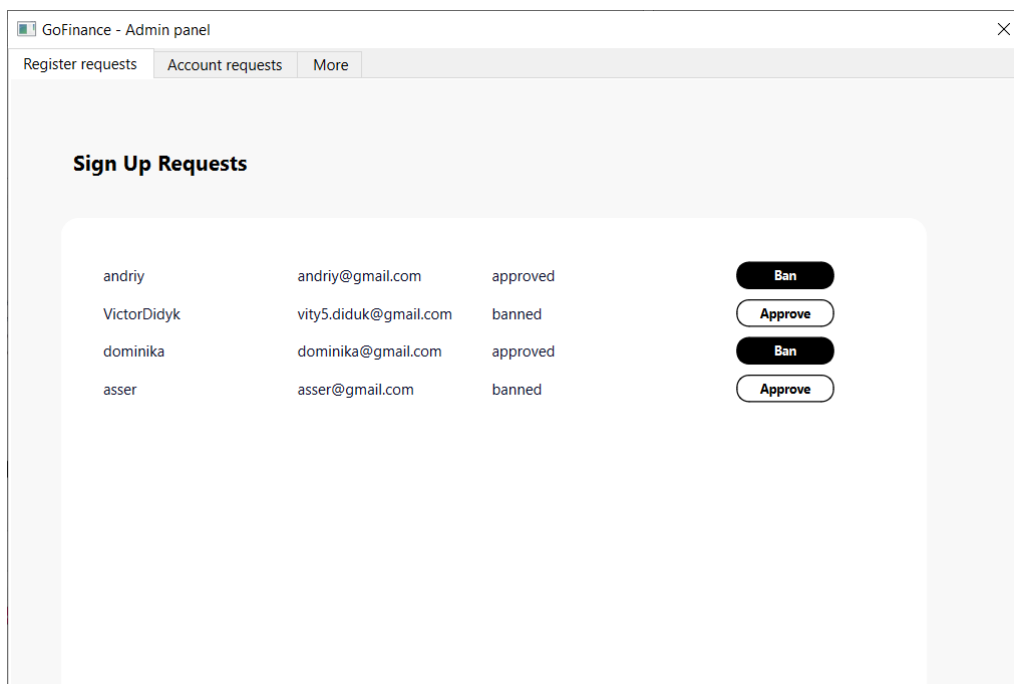 GoFinance - Admin panel
Register requests Account requests More
Sign Up Requests
andriy andriy@gmail.com approved Ban
VictorDidyk vity5.diduk@gmail.com banned Approve
dominika dominika@gmail.com approved Ban
asser asser@gmail.com banned Approve